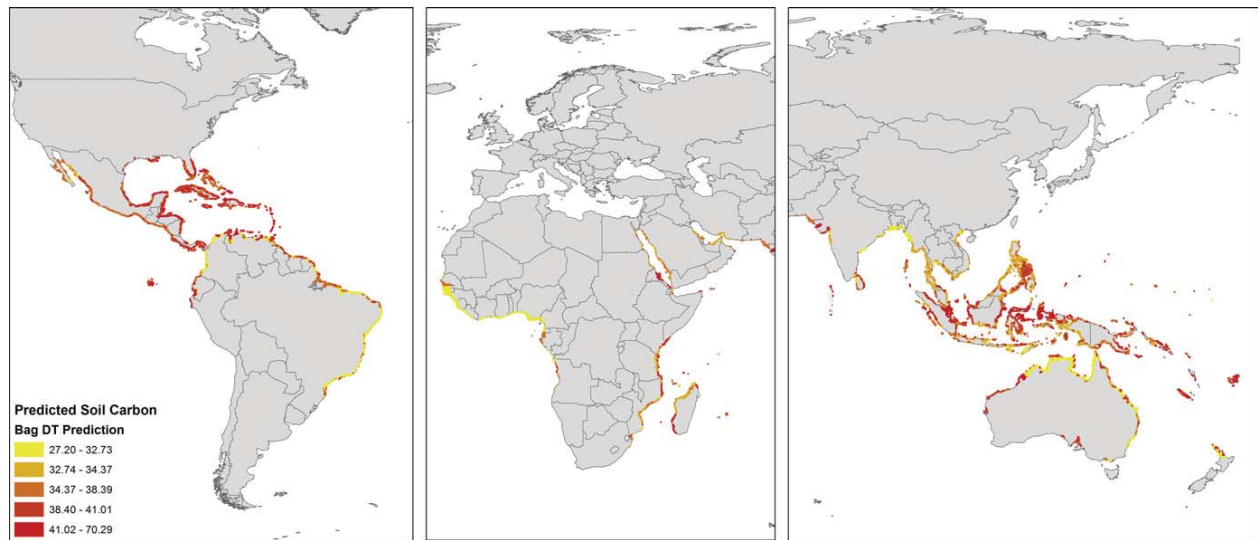 Predicted Soil Carbon
Bag DT Prediction
27.20 - 32.73
32.74 - 34.37
34.37 - 38.39
38.40 - 41.01
41.02 - 70.29